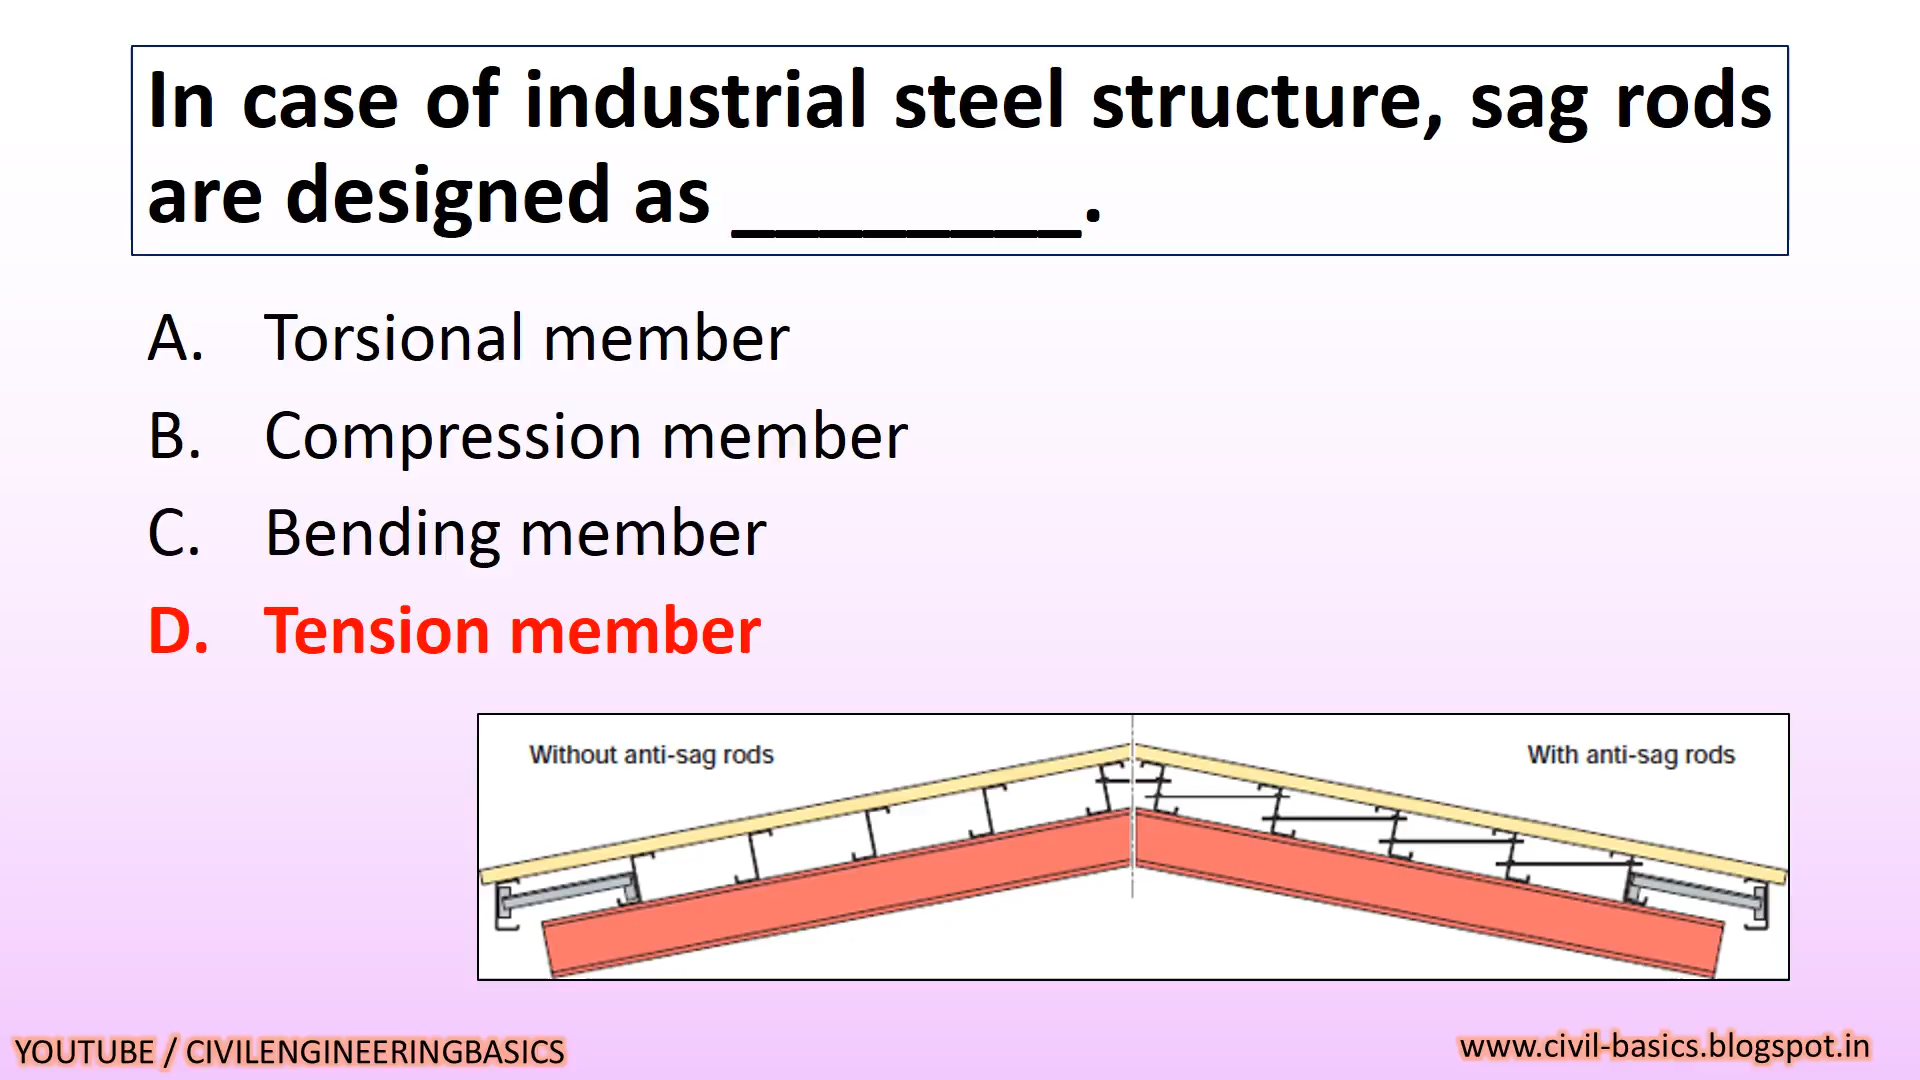 In case of industrial steel structure, sag rods
are designed as ________.
A. Torsional member
B. Compression member
C. Bending member
D. Tension member
Without anti-sag rods
With anti-sag rods
YOUTUBE / CIVILENGINEERINGBASICS
www.civil-basics.blogspot.in